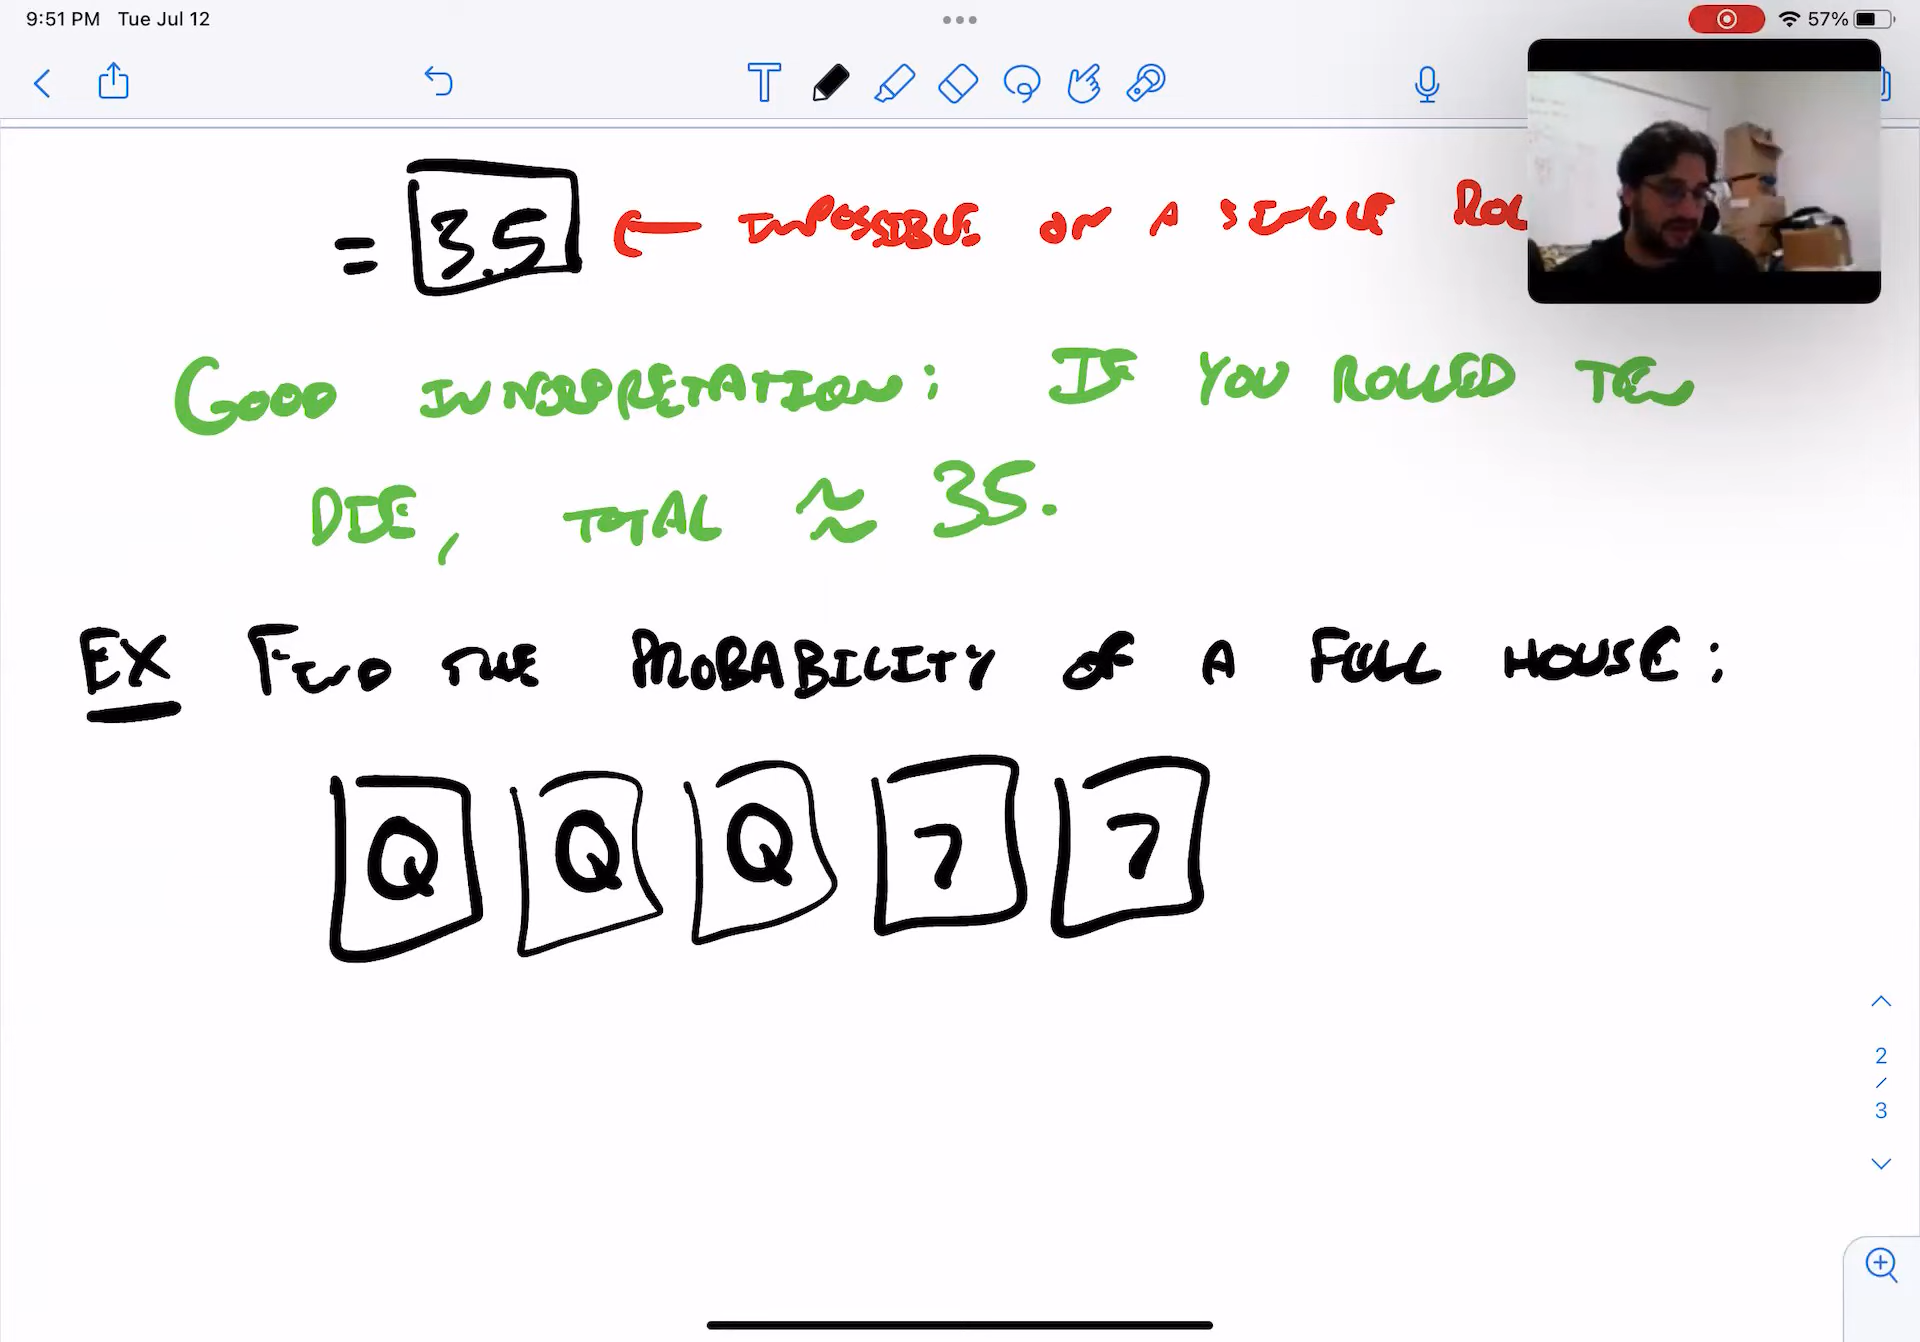 9:51 PM Tue Jul 12
57%
= 3.5 ← IMPOSSIBLE ON A SINGLE ROL
GOOD INTERPRETATION: IF YOU ROLLED TEN
DIE, TOTAL ≈ 35.
EX FIND THE PROBABILITY OF A FULL HOUSE:
Q Q Q 7 7
2
/
3